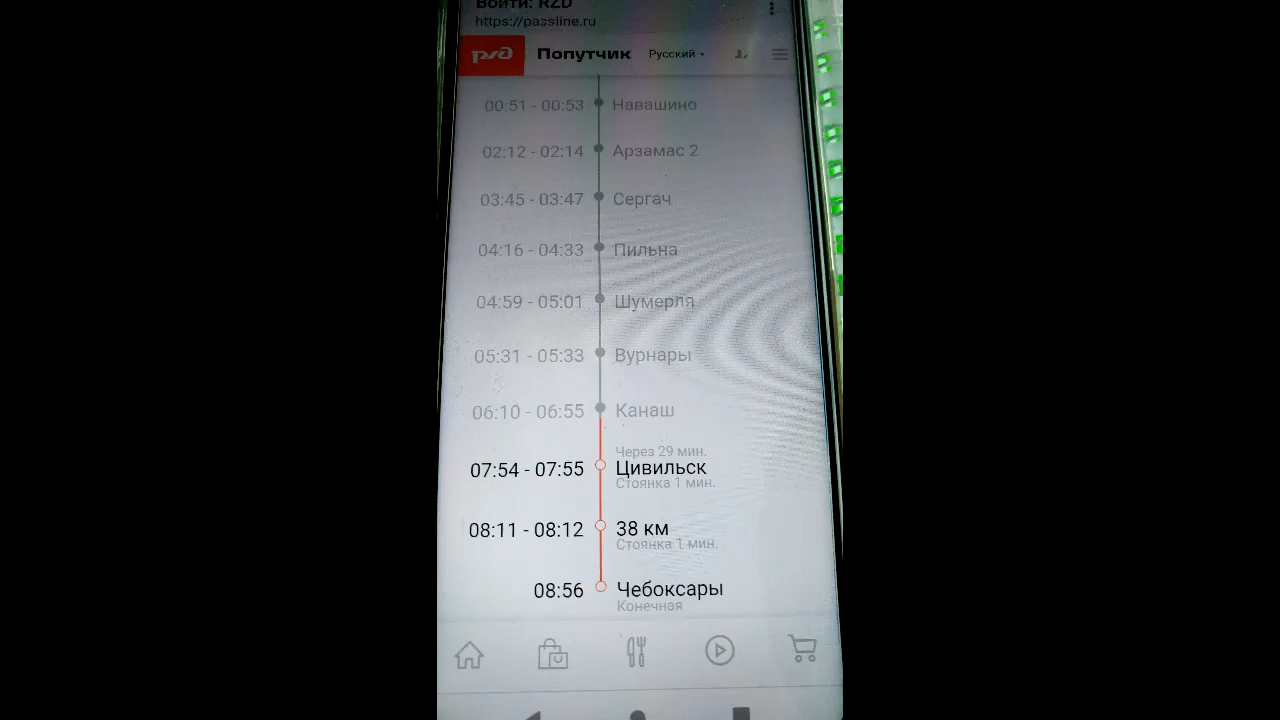 Войти: RZD
https://passline.ru
ржд Попутчик Русский
00:51 - 00:53 Навашино
02:12 - 02:14 Арзамас 2
03:45 - 03:47 Сергач
04:16 - 04:33 Пильна
04:59 - 05:01 Шумерля
05:31 - 05:33 Вурнары
06:10 - 06:55 Канаш
Через 29 мин.
07:54 - 07:55 Цивильск
Стоянка 1 мин.
08:11 - 08:12 38 км
Стоянка 1 мин.
08:56 Чебоксары
Конечная